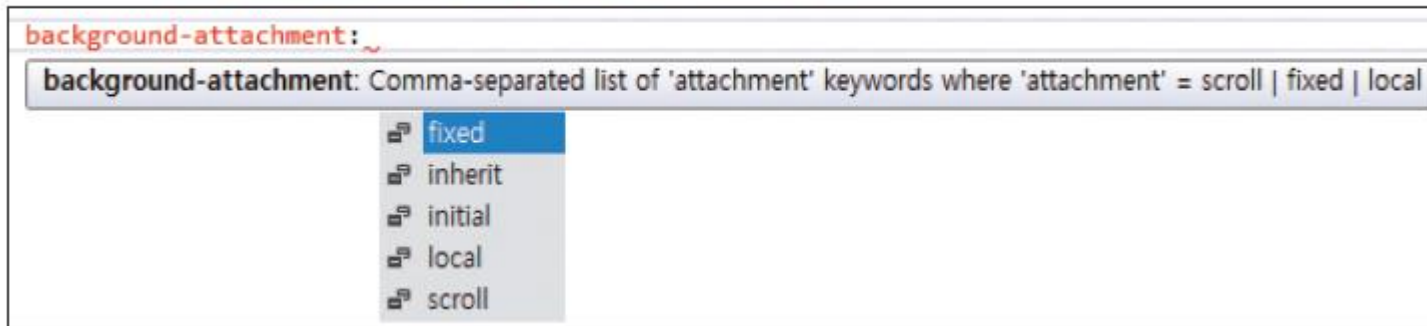 background-attachment:
background-attachment: Comma-separated list of 'attachment' keywords where 'attachment' = scroll | fixed | local
fixed
inherit
initial
local
scroll